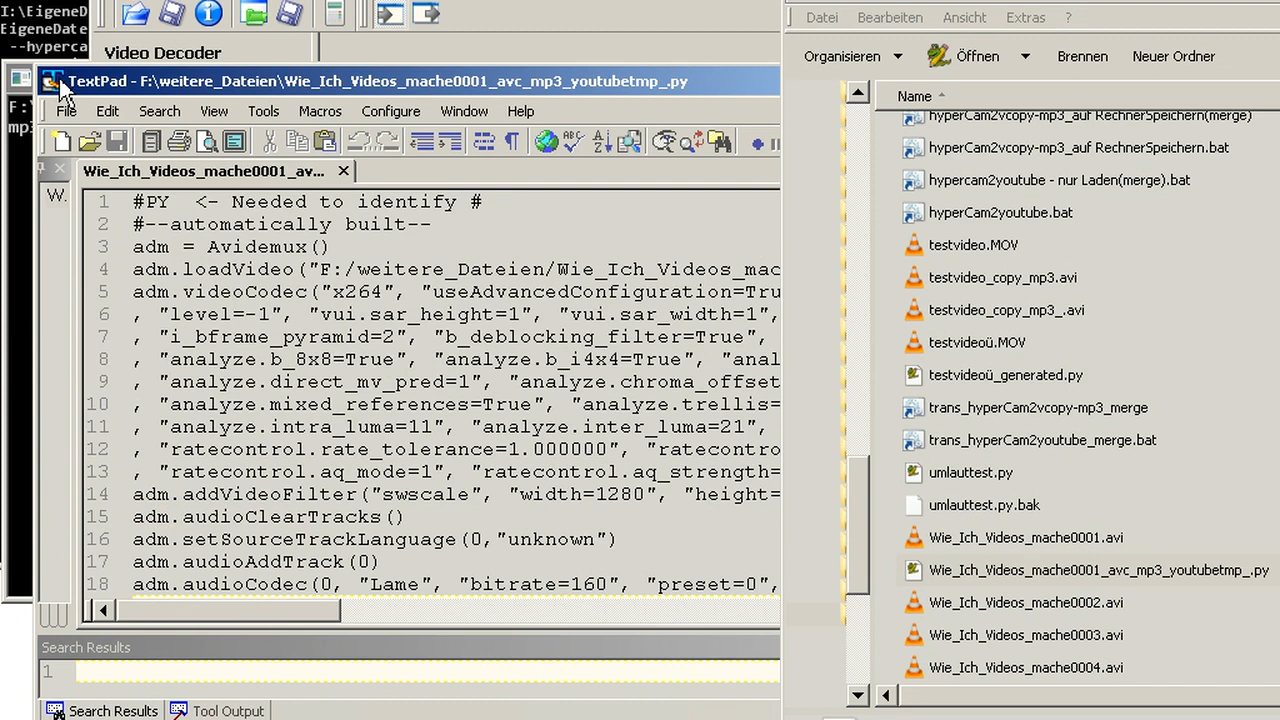 I:\EigeneD
EigeneDate
--hyperca
Video Decoder
F:
mp
TextPad - F:\weitere_Dateien\Wie_Ich_Videos_mache0001_avc_mp3_youtubetmp_.py
File Edit Search View Tools Macros Configure Window Help
W.
Wie_Ich_Videos_mache0001_av...
1 #PY  <- Needed to identify #
2 #--automatically built--
3 adm = Avidemux()
4 adm.loadVideo("F:/weitere_Dateien/Wie_Ich_Videos_mac
5 adm.videoCodec("x264", "useAdvancedConfiguration=Tru
6 , "level=-1", "vui.sar_height=1", "vui.sar_width=1",
7 , "i_bframe_pyramid=2", "b_deblocking_filter=True",
8 , "analyze.b_8x8=True", "analyze.b_i4x4=True", "anal
9 , "analyze.direct_mv_pred=1", "analyze.chroma_offset
10 , "analyze.mixed_references=True", "analyze.trellis=
11 , "analyze.intra_luma=11", "analyze.inter_luma=21",
12 , "ratecontrol.rate_tolerance=1.000000", "ratecontro
13 , "ratecontrol.aq_mode=1", "ratecontrol.aq_strength=
14 adm.addVideoFilter("swscale", "width=1280", "height=
15 adm.audioClearTracks()
16 adm.setSourceTrackLanguage(0,"unknown")
17 adm.audioAddTrack(0)
18 adm.audioCodec(0, "Lame", "bitrate=160", "preset=0",
Search Results
1
Search Results Tool Output
Datei Bearbeiten Ansicht Extras ?
Organisieren Öffnen Brennen Neuer Ordner
Name
hyperCam2vcopy-mp3_auf RechnerSpeichern(merge)
hyperCam2vcopy-mp3_auf RechnerSpeichern.bat
hypercam2youtube - nur Laden(merge).bat
hyperCam2youtube.bat
testvideo.MOV
testvideo_copy_mp3.avi
testvideo_copy_mp3_.avi
testvideoü.MOV
testvideoü_generated.py
trans_hyperCam2vcopy-mp3_merge
trans_hyperCam2youtube_merge.bat
umlauttest.py
umlauttest.py.bak
Wie_Ich_Videos_mache0001.avi
Wie_Ich_Videos_mache0001_avc_mp3_youtubetmp_.py
Wie_Ich_Videos_mache0002.avi
Wie_Ich_Videos_mache0003.avi
Wie_Ich_Videos_mache0004.avi